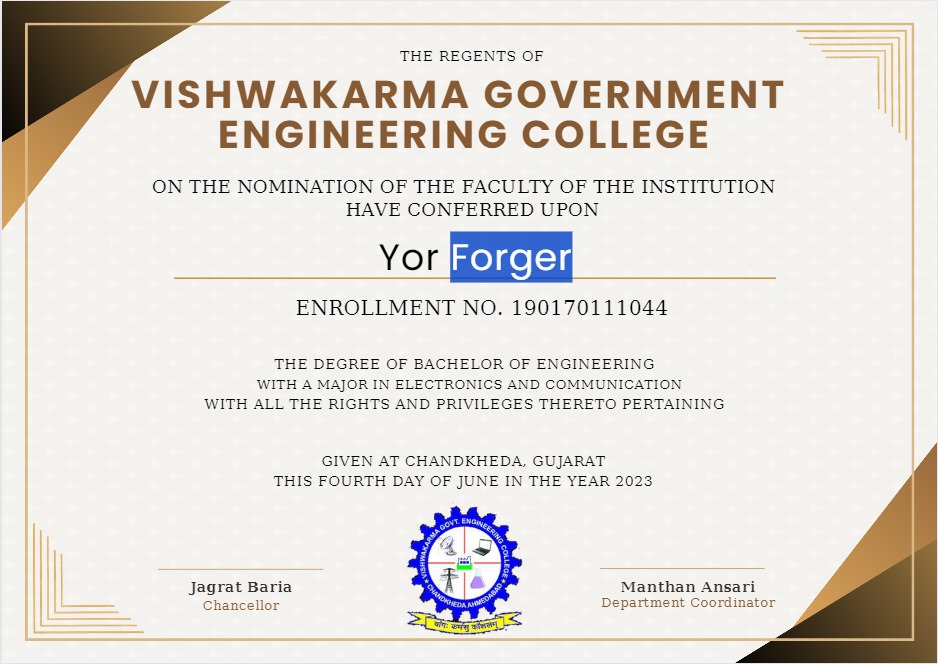 THE REGENTS OF
VISHWAKARMA GOVERNMENT
ENGINEERING COLLEGE
ON THE NOMINATION OF THE FACULTY OF THE INSTITUTION
HAVE CONFERRED UPON
Yor Forger
ENROLLMENT NO. 190170111044
THE DEGREE OF BACHELOR OF ENGINEERING
WITH A MAJOR IN ELECTRONICS AND COMMUNICATION
WITH ALL THE RIGHTS AND PRIVILEGES THERETO PERTAINING
GIVEN AT CHANDKHEDA, GUJARAT
THIS FOURTH DAY OF JUNE IN THE YEAR 2023
VISHWAKARMA GOVT. ENGINEERING COLLEGE
CHANDKHEDA AHMEDABAD
कर्मसु कौशलम्
Jagrat Baria
Chancellor
Manthan Ansari
Department Coordinator